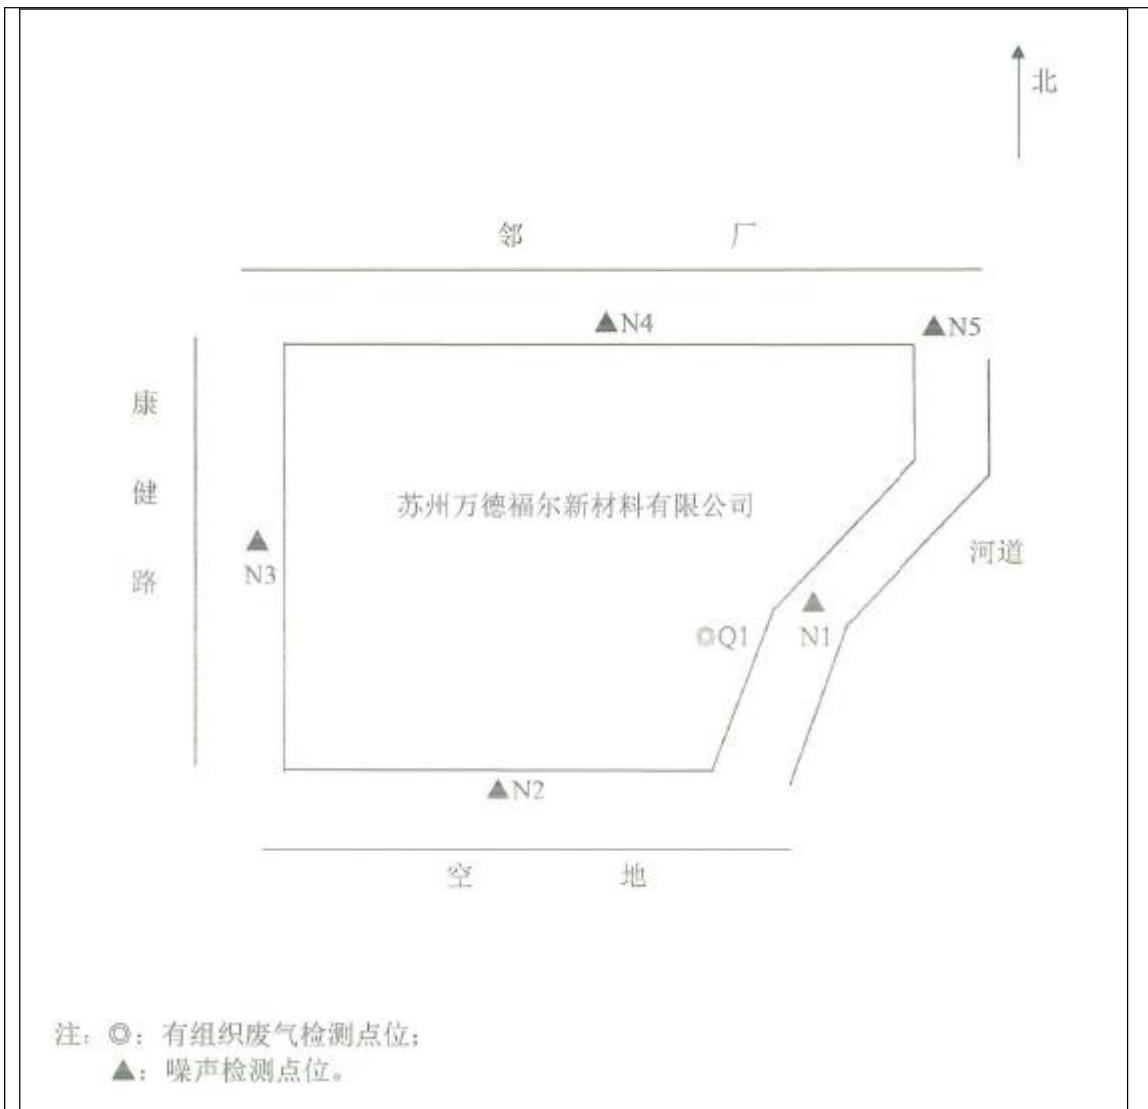 北
邻 厂
▲N4
▲N5
康健路
苏州万德福尔新材料有限公司
▲
N3
河道
◎Q1
▲
N1
▲N2
空 地
注：◎：有组织废气检测点位；
▲：噪声检测点位。